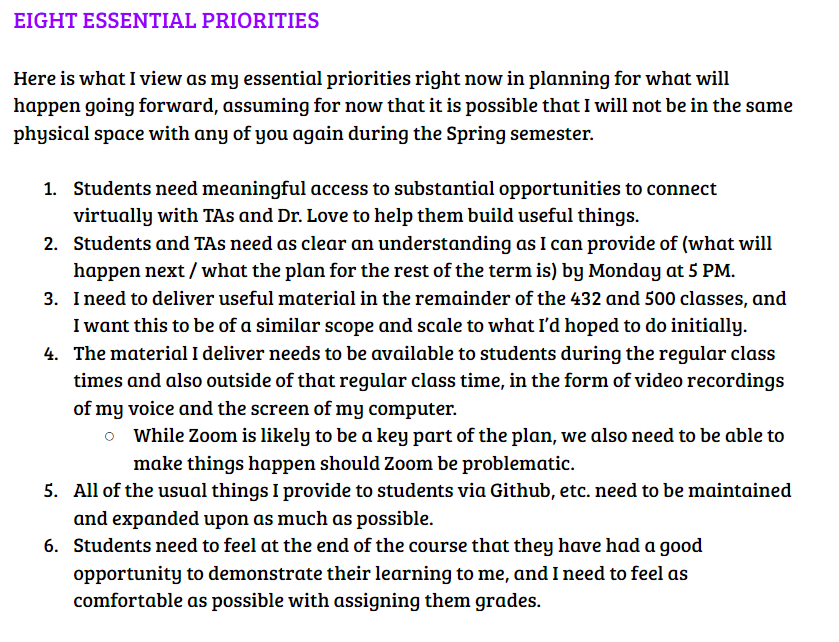 EIGHT ESSENTIAL PRIORITIES
Here is what I view as my essential priorities right now in planning for what will
happen going forward, assuming for now that it is possible that I will not be in the same
physical space with any of you again during the Spring semester.
1. Students need meaningful access to substantial opportunities to connect
virtually with TAs and Dr. Love to help them build useful things.
2. Students and TAs need as clear an understanding as I can provide of (what will
happen next / what the plan for the rest of the term is) by Monday at 5 PM.
3. I need to deliver useful material in the remainder of the 432 and 500 classes, and
I want this to be of a similar scope and scale to what I'd hoped to do initially.
4. The material I deliver needs to be available to students during the regular class
times and also outside of that regular class time, in the form of video recordings
of my voice and the screen of my computer.
○ While Zoom is likely to be a key part of the plan, we also need to be able to
make things happen should Zoom be problematic.
5. All of the usual things I provide to students via Github, etc. need to be maintained
and expanded upon as much as possible.
6. Students need to feel at the end of the course that they have had a good
opportunity to demonstrate their learning to me, and I need to feel as
comfortable as possible with assigning them grades.